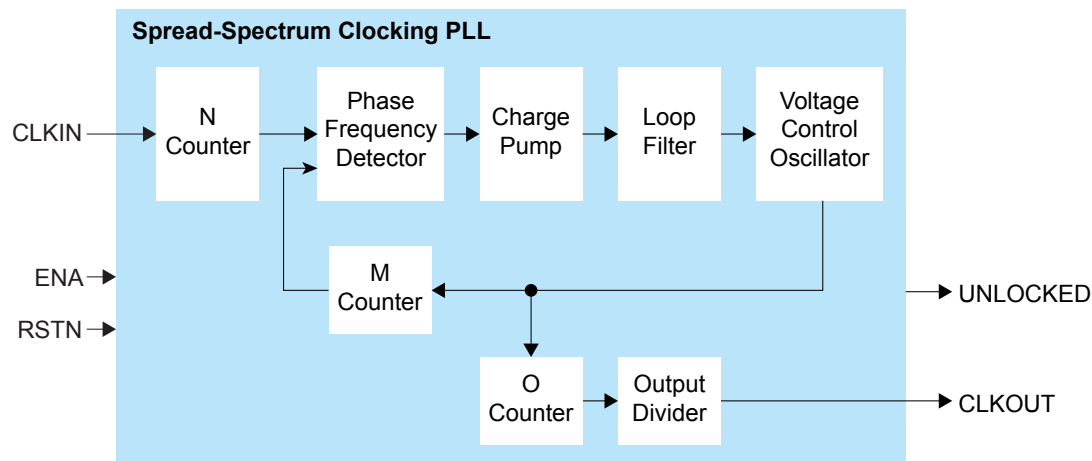 Spread-Spectrum Clocking PLL
CLKIN
N
Counter
Phase
Frequency
Detector
Charge
Pump
Loop
Filter
Voltage
Control
Oscillator
ENA
RSTN
M
Counter
UNLOCKED
O
Counter
Output
Divider
CLKOUT